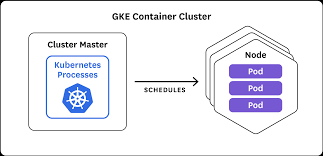 GKE Container Cluster
Cluster Master
Kubernetes
Processes
SCHEDULES
Node
Pod
Pod
Pod